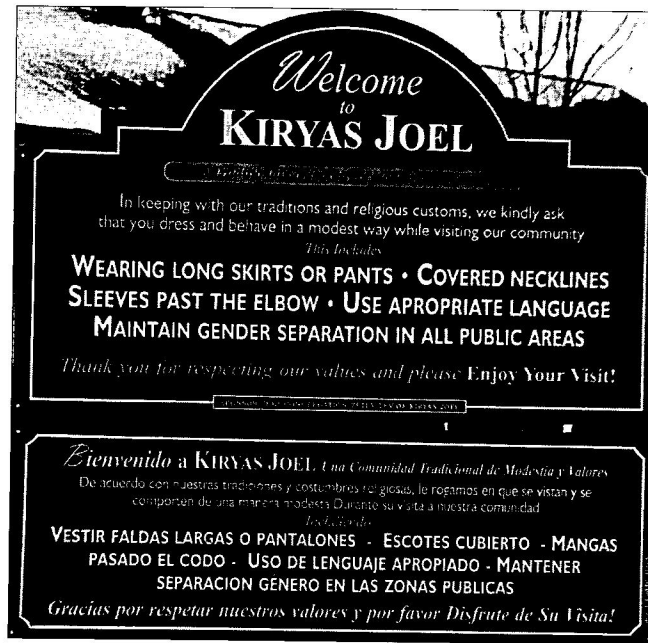 Welcome
to
KIRYAS JOEL
In keeping with our traditions and religious customs, we kindly ask
that you dress and behave in a modest way while visiting our community
This Includes
WEARING LONG SKIRTS OR PANTS • COVERED NECKLINES
SLEEVES PAST THE ELBOW • USE APROPRIATE LANGUAGE
MAINTAIN GENDER SEPARATION IN ALL PUBLIC AREAS
Thank you for respecting our values and please Enjoy Your Visit!
Bienvenido a KIRYAS JOEL Una Comunidad Tradicional de Modestia y Valores
De acuerdo con nuestras tradiciones y costumbres religiosas, le rogamos en que se vistan y se
comporten de una manera modesta Durante su visita a nuestra comunidad
Incluiendo
VESTIR FALDAS LARGAS O PANTALONES - ESCOTES CUBIERTO - MANGAS
PASADO EL CODO - USO DE LENGUAJE APROPIADO - MANTENER
SEPARACION GENERO EN LAS ZONAS PUBLICAS
Gracias por respetar nuestros valores y por favor Disfrute de Su Visita!